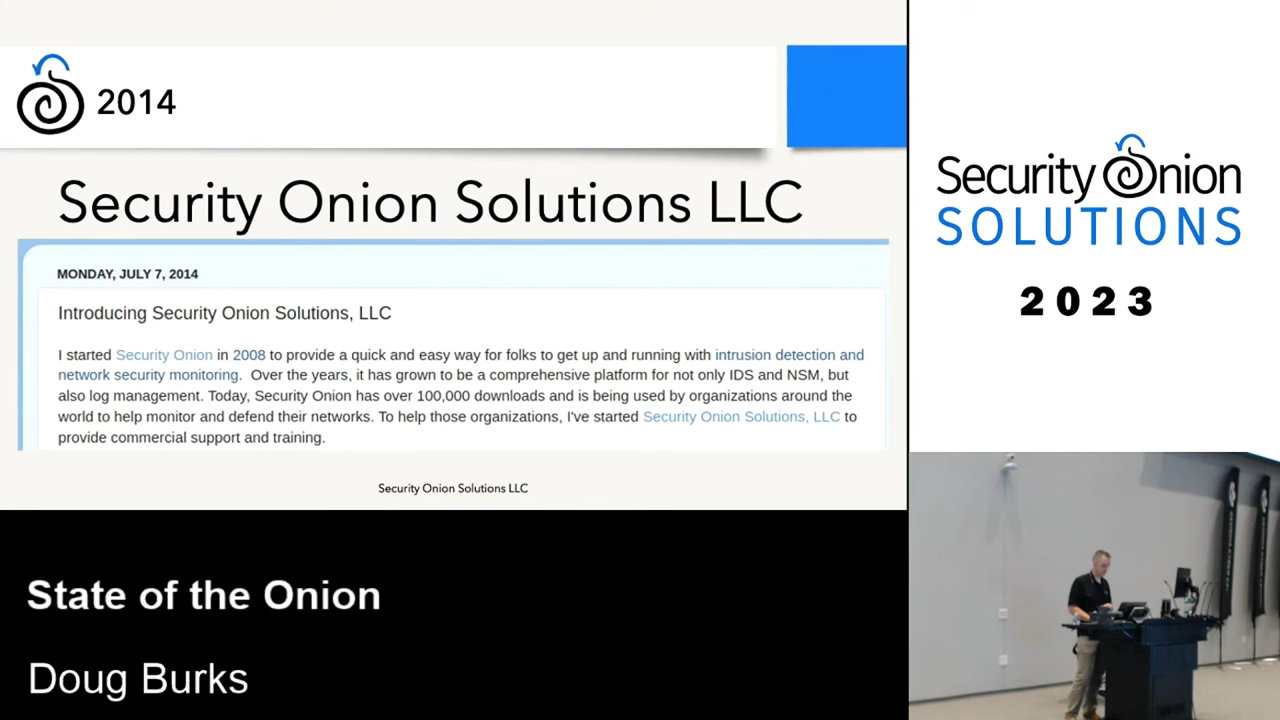 2014
Security Onion Solutions LLC
MONDAY, JULY 7, 2014
Introducing Security Onion Solutions, LLC
I started Security Onion in 2008 to provide a quick and easy way for folks to get up and running with intrusion detection and
network security monitoring.  Over the years, it has grown to be a comprehensive platform for not only IDS and NSM, but
also log management. Today, Security Onion has over 100,000 downloads and is being used by organizations around the
world to help monitor and defend their networks. To help those organizations, I've started Security Onion Solutions, LLC to
provide commercial support and training.
Security Onion Solutions LLC
Security Onion
SOLUTIONS
2023
State of the Onion
Doug Burks